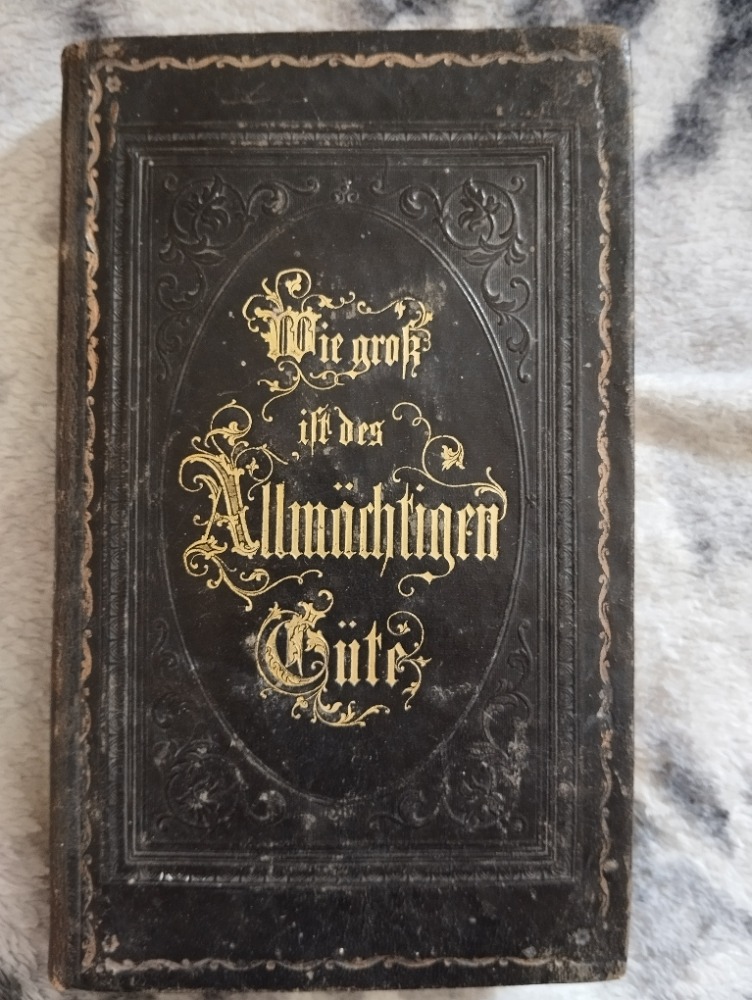 Wie groß
ist des
Allmächtigen
Güte